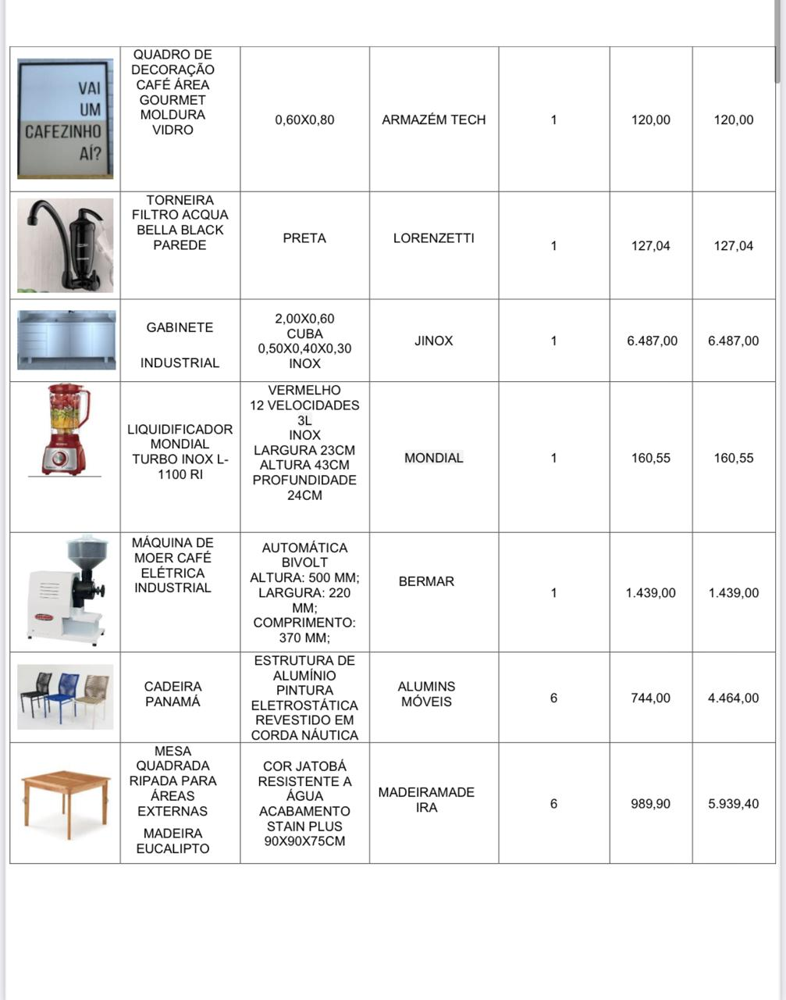 VAI
UM
CAFEZINHO
AÍ?
QUADRO DE
DECORAÇÃO
CAFÉ ÁREA
GOURMET
MOLDURA
VIDRO
0,60X0,80
ARMAZÉM TECH
1
120,00
120,00
TORNEIRA
FILTRO ACQUA
BELLA BLACK
PAREDE
PRETA
LORENZETTI
1
127,04
127,04
GABINETE
INDUSTRIAL
2,00X0,60
CUBA
0,50X0,40X0,30
INOX
JINOX
1
6.487,00
6.487,00
LIQUIDIFICADOR
MONDIAL
TURBO INOX L-
1100 RI
VERMELHO
12 VELOCIDADES
3L
INOX
LARGURA 23CM
ALTURA 43CM
PROFUNDIDADE
24CM
MONDIAL
1
160,55
160,55
MÁQUINA DE
MOER CAFÉ
ELÉTRICA
INDUSTRIAL
AUTOMÁTICA
BIVOLT
ALTURA: 500 MM;
LARGURA: 220
MM;
COMPRIMENTO:
370 MM;
BERMAR
1
1.439,00
1.439,00
CADEIRA
PANAMÁ
ESTRUTURA DE
ALUMÍNIO
PINTURA
ELETROSTÁTICA
REVESTIDO EM
CORDA NÁUTICA
ALUMINS
MÓVEIS
6
744,00
4.464,00
MESA
QUADRADA
RIPADA PARA
ÁREAS
EXTERNAS
MADEIRA
EUCALIPTO
COR JATOBÁ
RESISTENTE A
ÁGUA
ACABAMENTO
STAIN PLUS
90X90X75CM
MADEIRAMADE
IRA
6
989,90
5.939,40